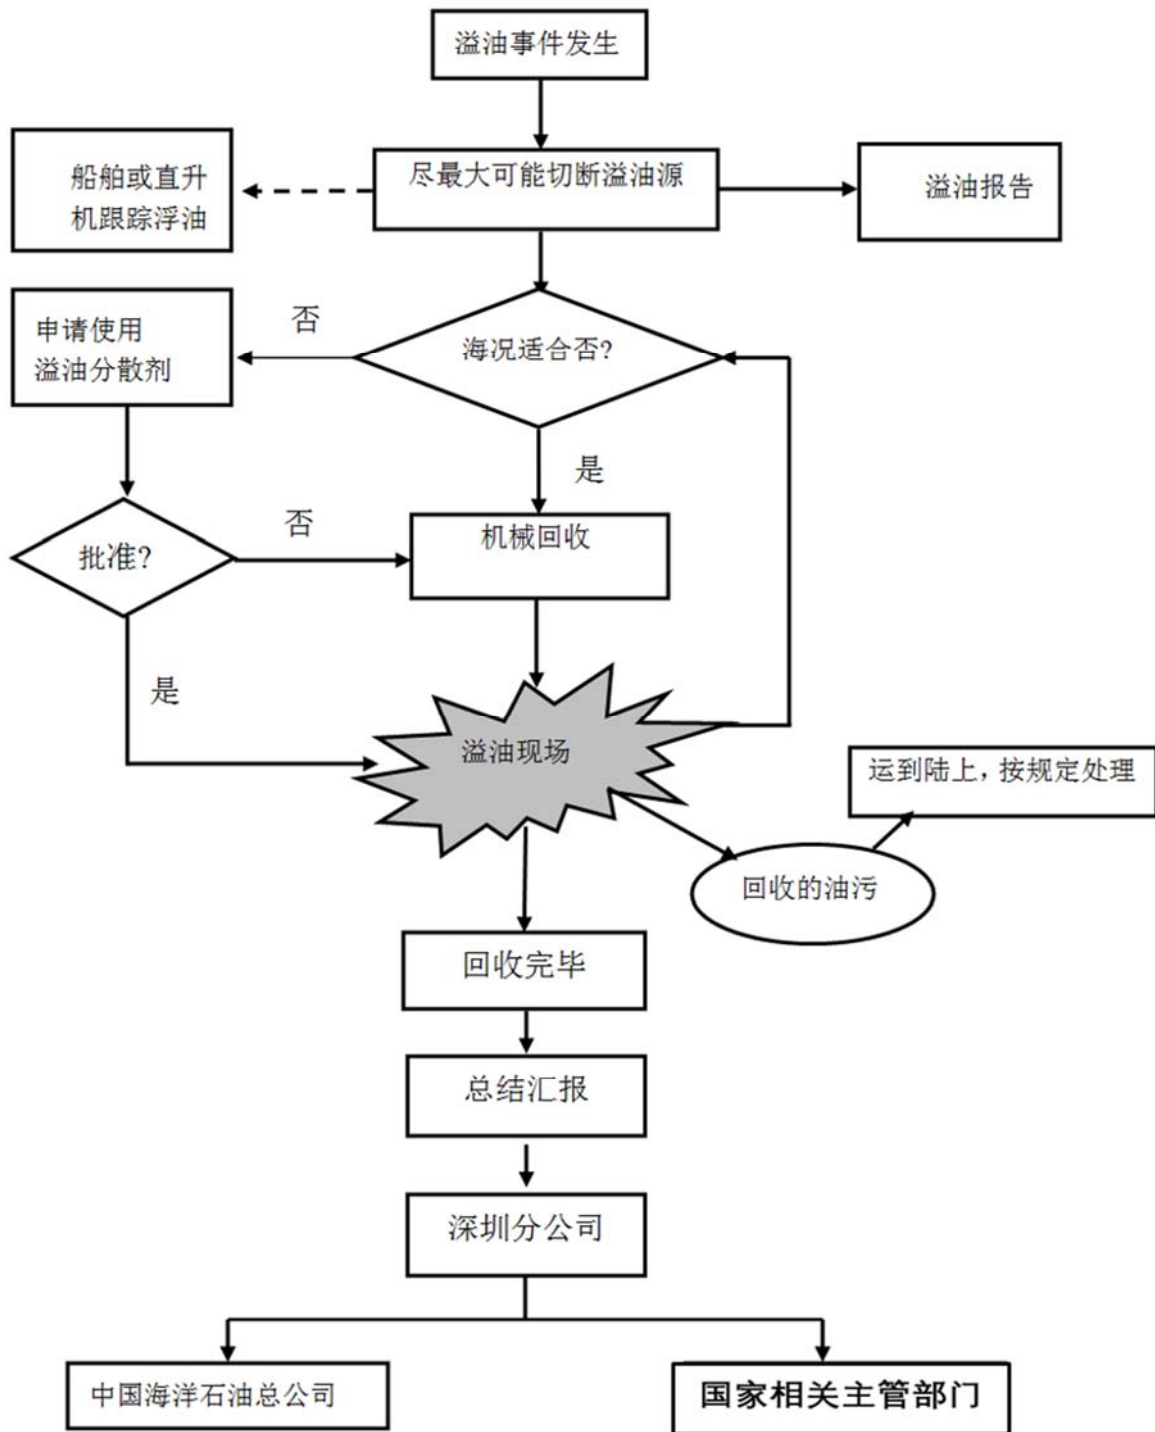 溢油事件发生
船舶或直升
机跟踪浮油
尽最大可能切断溢油源
溢油报告
申请使用
溢油分散剂
否
海况适合否?
是
批准?
否
机械回收
是
溢油现场
运到陆上，按规定处理
回收的油污
回收完毕
总结汇报
深圳分公司
中国海洋石油总公司
国家相关主管部门